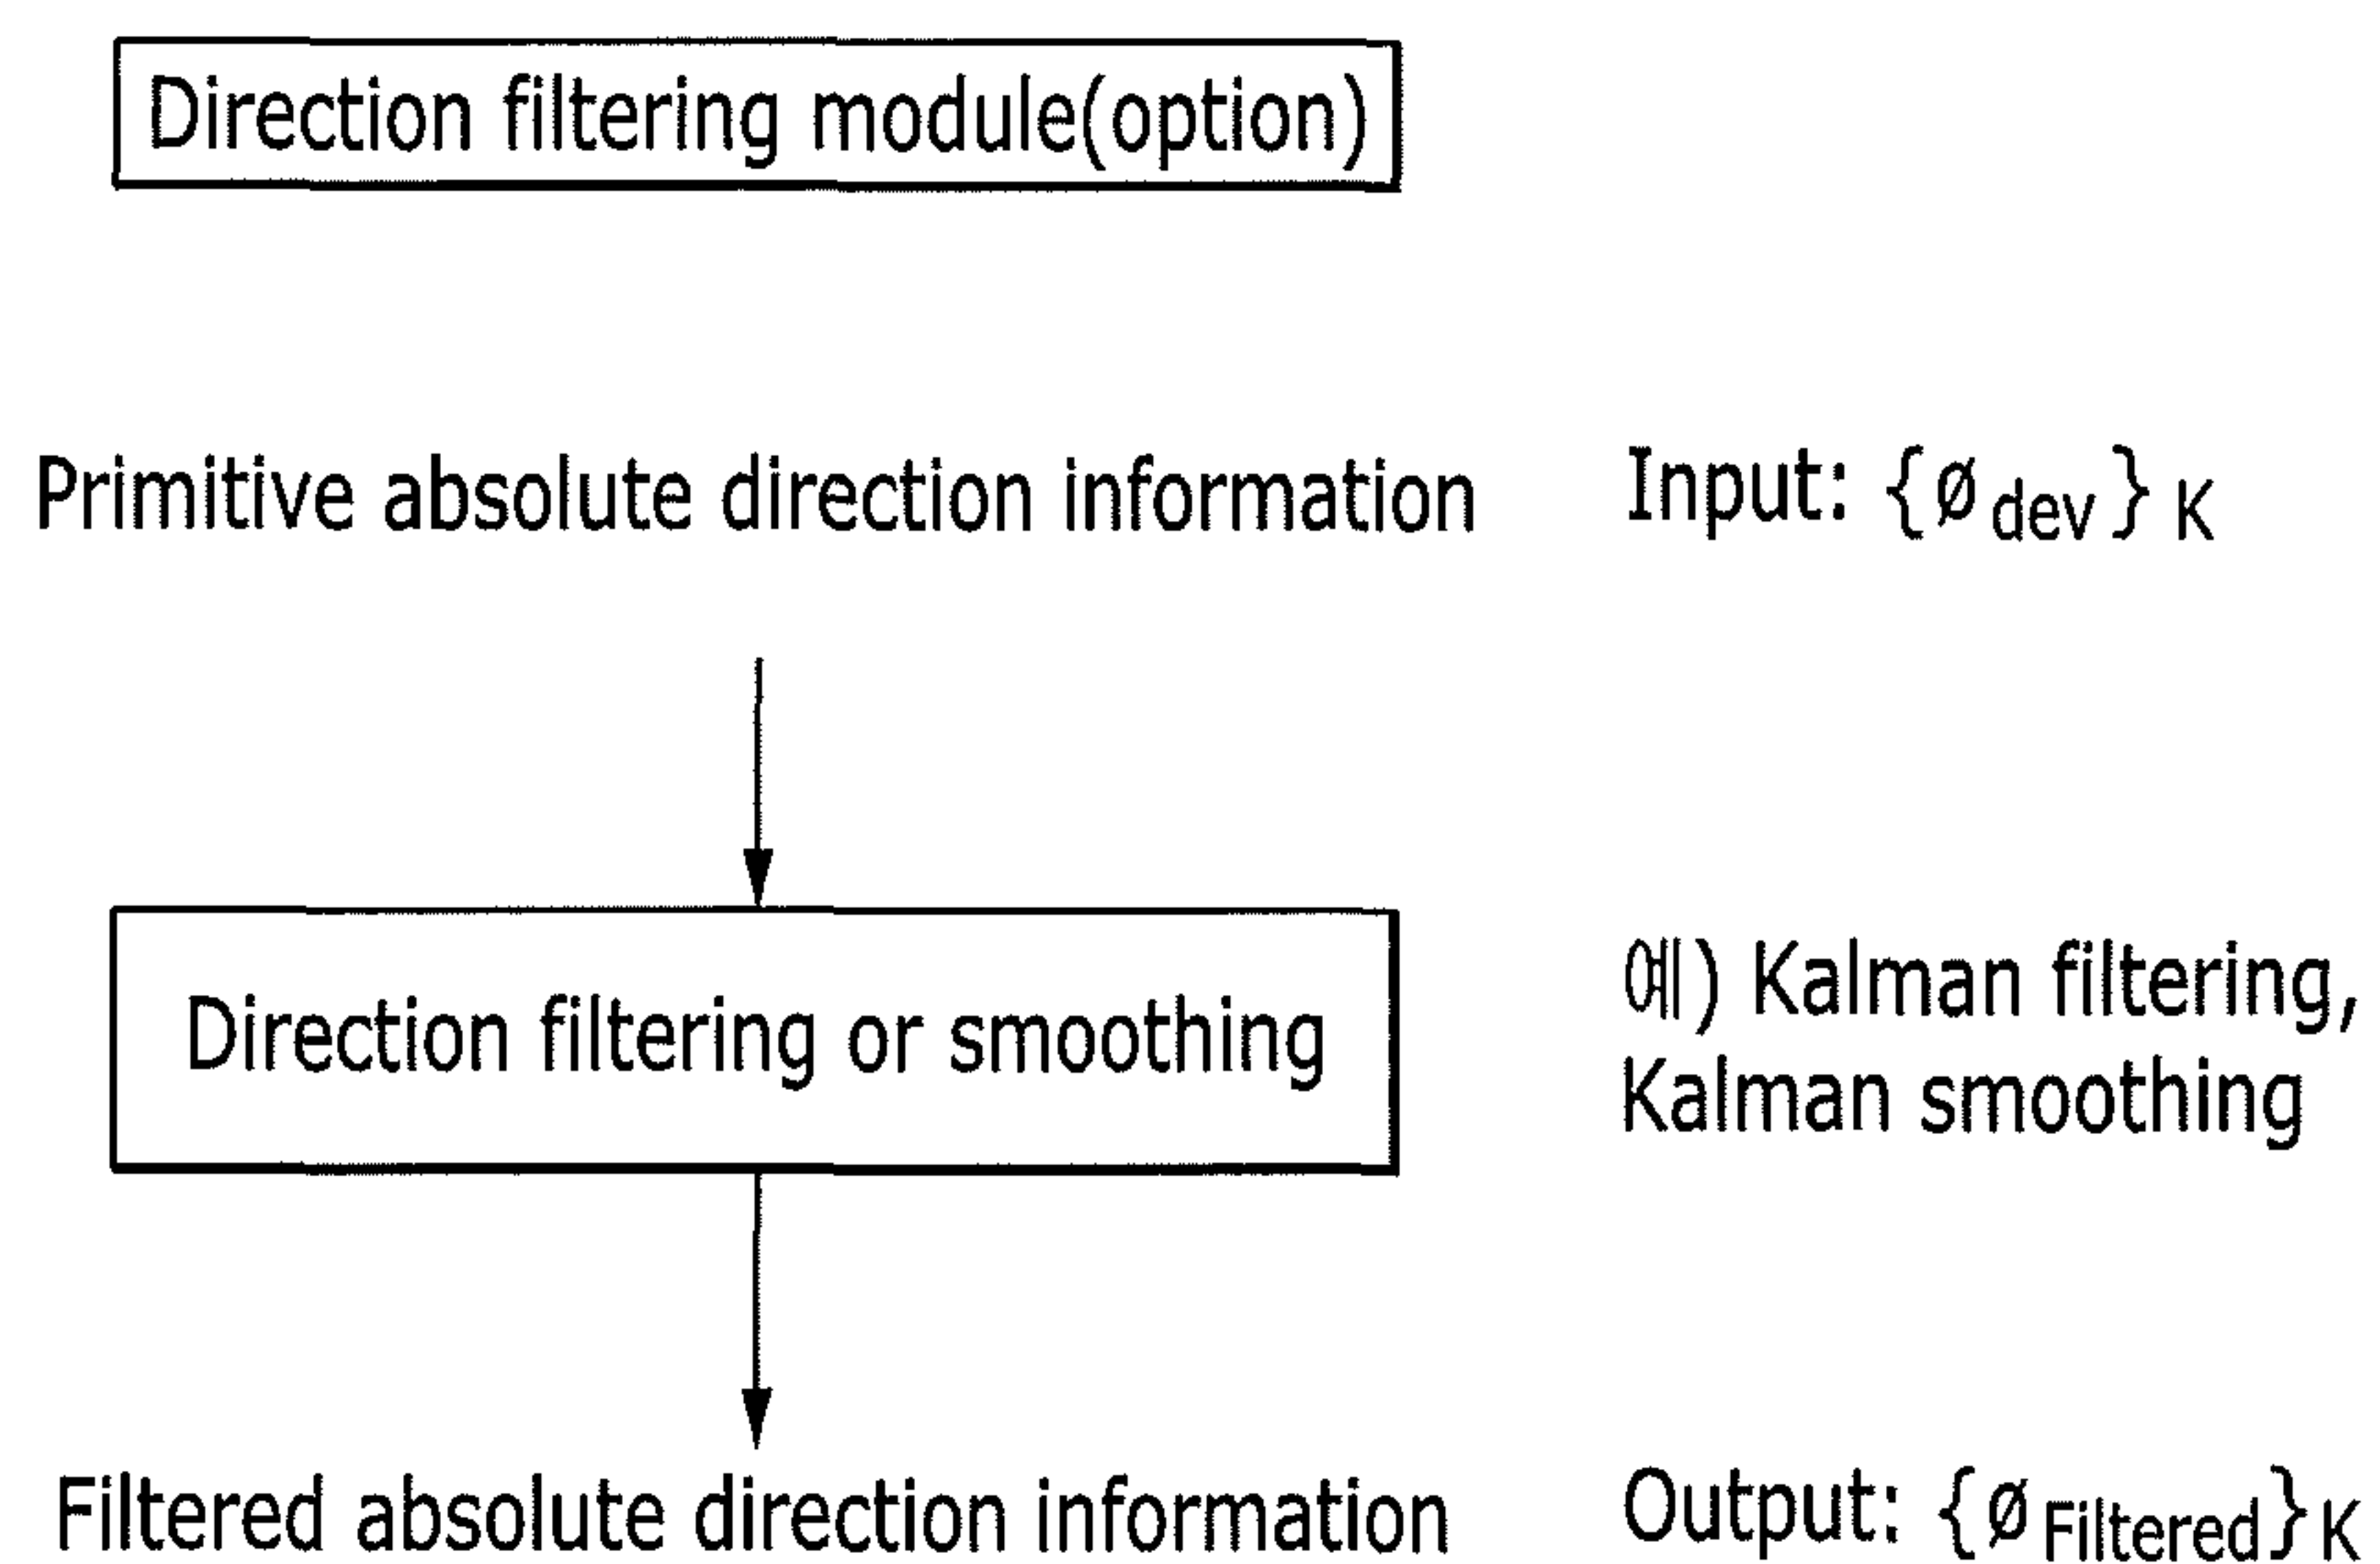 Direction filtering module(option)
Primitive absolute direction information
Input: {ø dev} K
Direction filtering or smoothing
예) Kalman filtering,
Kalman smoothing
Filtered absolute direction information
Output: {ø Filtered} K